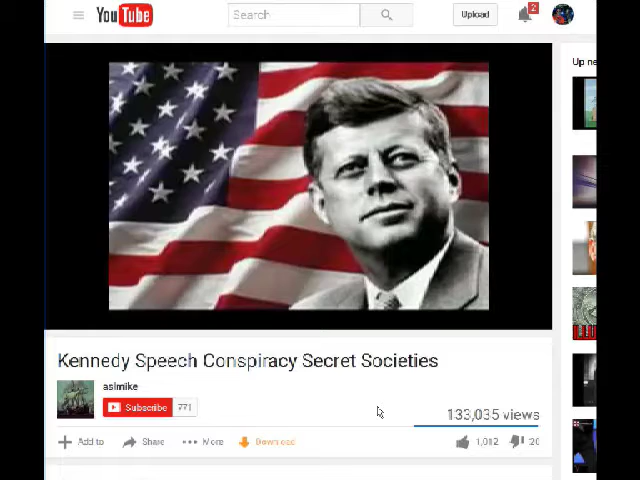 YouTube
Search
Upload
2
Up ne
Kennedy Speech Conspiracy Secret Societies
aslmike
Subscribe 771
133,035 views
Add to Share More Download 1,012 20